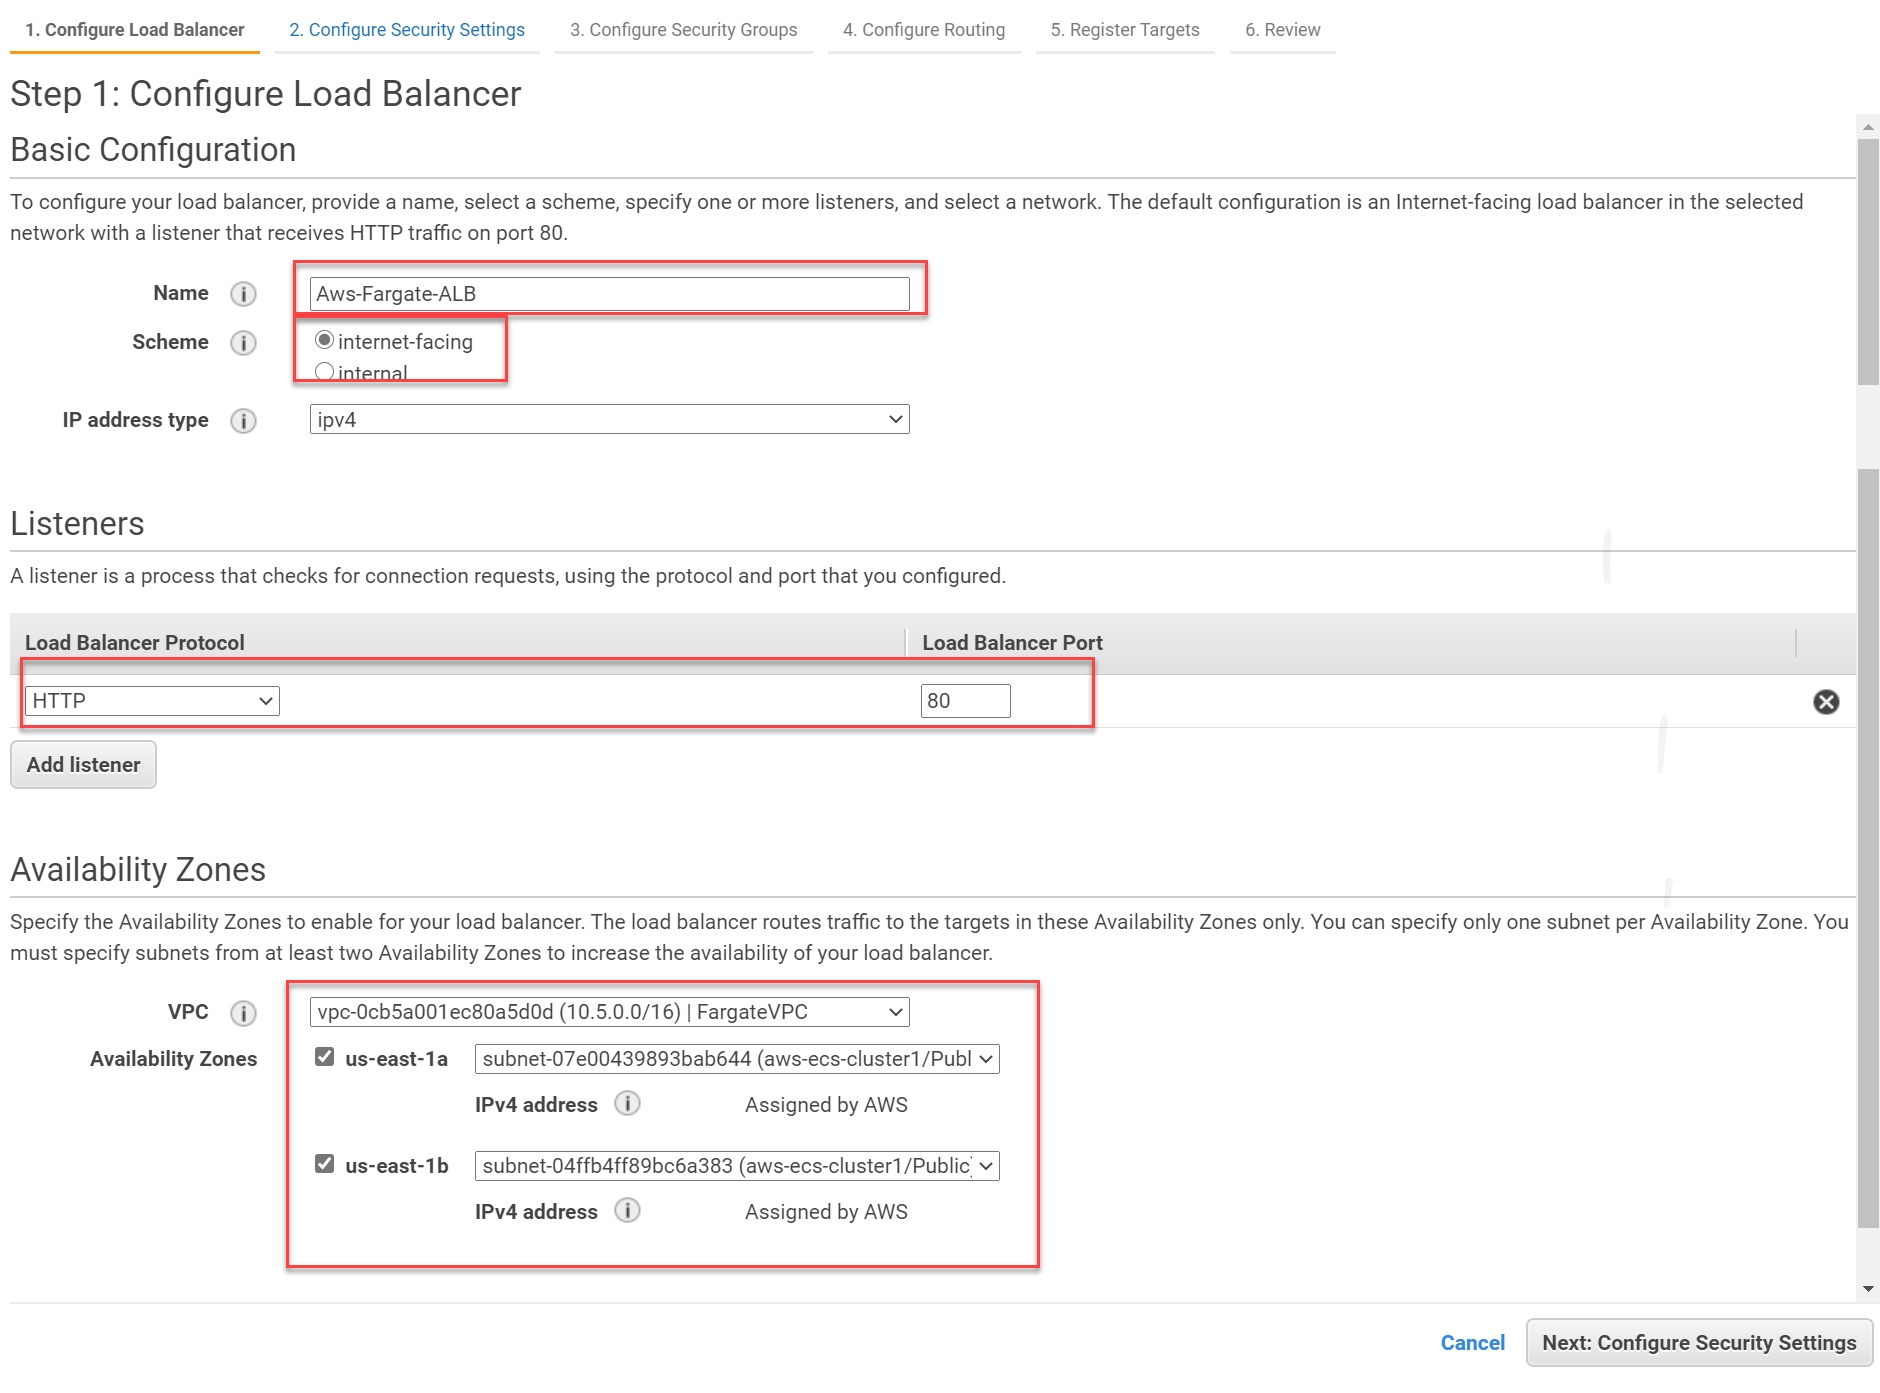 1. Configure Load Balancer 2. Configure Security Settings 3. Configure Security Groups 4. Configure Routing 5. Register Targets 6. Review
Step 1: Configure Load Balancer
Basic Configuration
To configure your load balancer, provide a name, select a scheme, specify one or more listeners, and select a network. The default configuration is an Internet-facing load balancer in the selected
network with a listener that receives HTTP traffic on port 80.
Name i Aws-Fargate-ALB
Scheme i internet-facing
internal
IP address type i ipv4
Listeners
A listener is a process that checks for connection requests, using the protocol and port that you configured.
Load Balancer Protocol Load Balancer Port
HTTP 80
Add listener
Availability Zones
Specify the Availability Zones to enable for your load balancer. The load balancer routes traffic to the targets in these Availability Zones only. You can specify only one subnet per Availability Zone. You
must specify subnets from at least two Availability Zones to increase the availability of your load balancer.
VPC i vpc-0cb5a001ec80a5d0d (10.5.0.0/16) | FargateVPC
Availability Zones us-east-1a subnet-07e00439893bab644 (aws-ecs-cluster1/Publ
IPv4 address i Assigned by AWS
us-east-1b subnet-04ffb4ff89bc6a383 (aws-ecs-cluster1/Public)
IPv4 address i Assigned by AWS
Cancel Next: Configure Security Settings